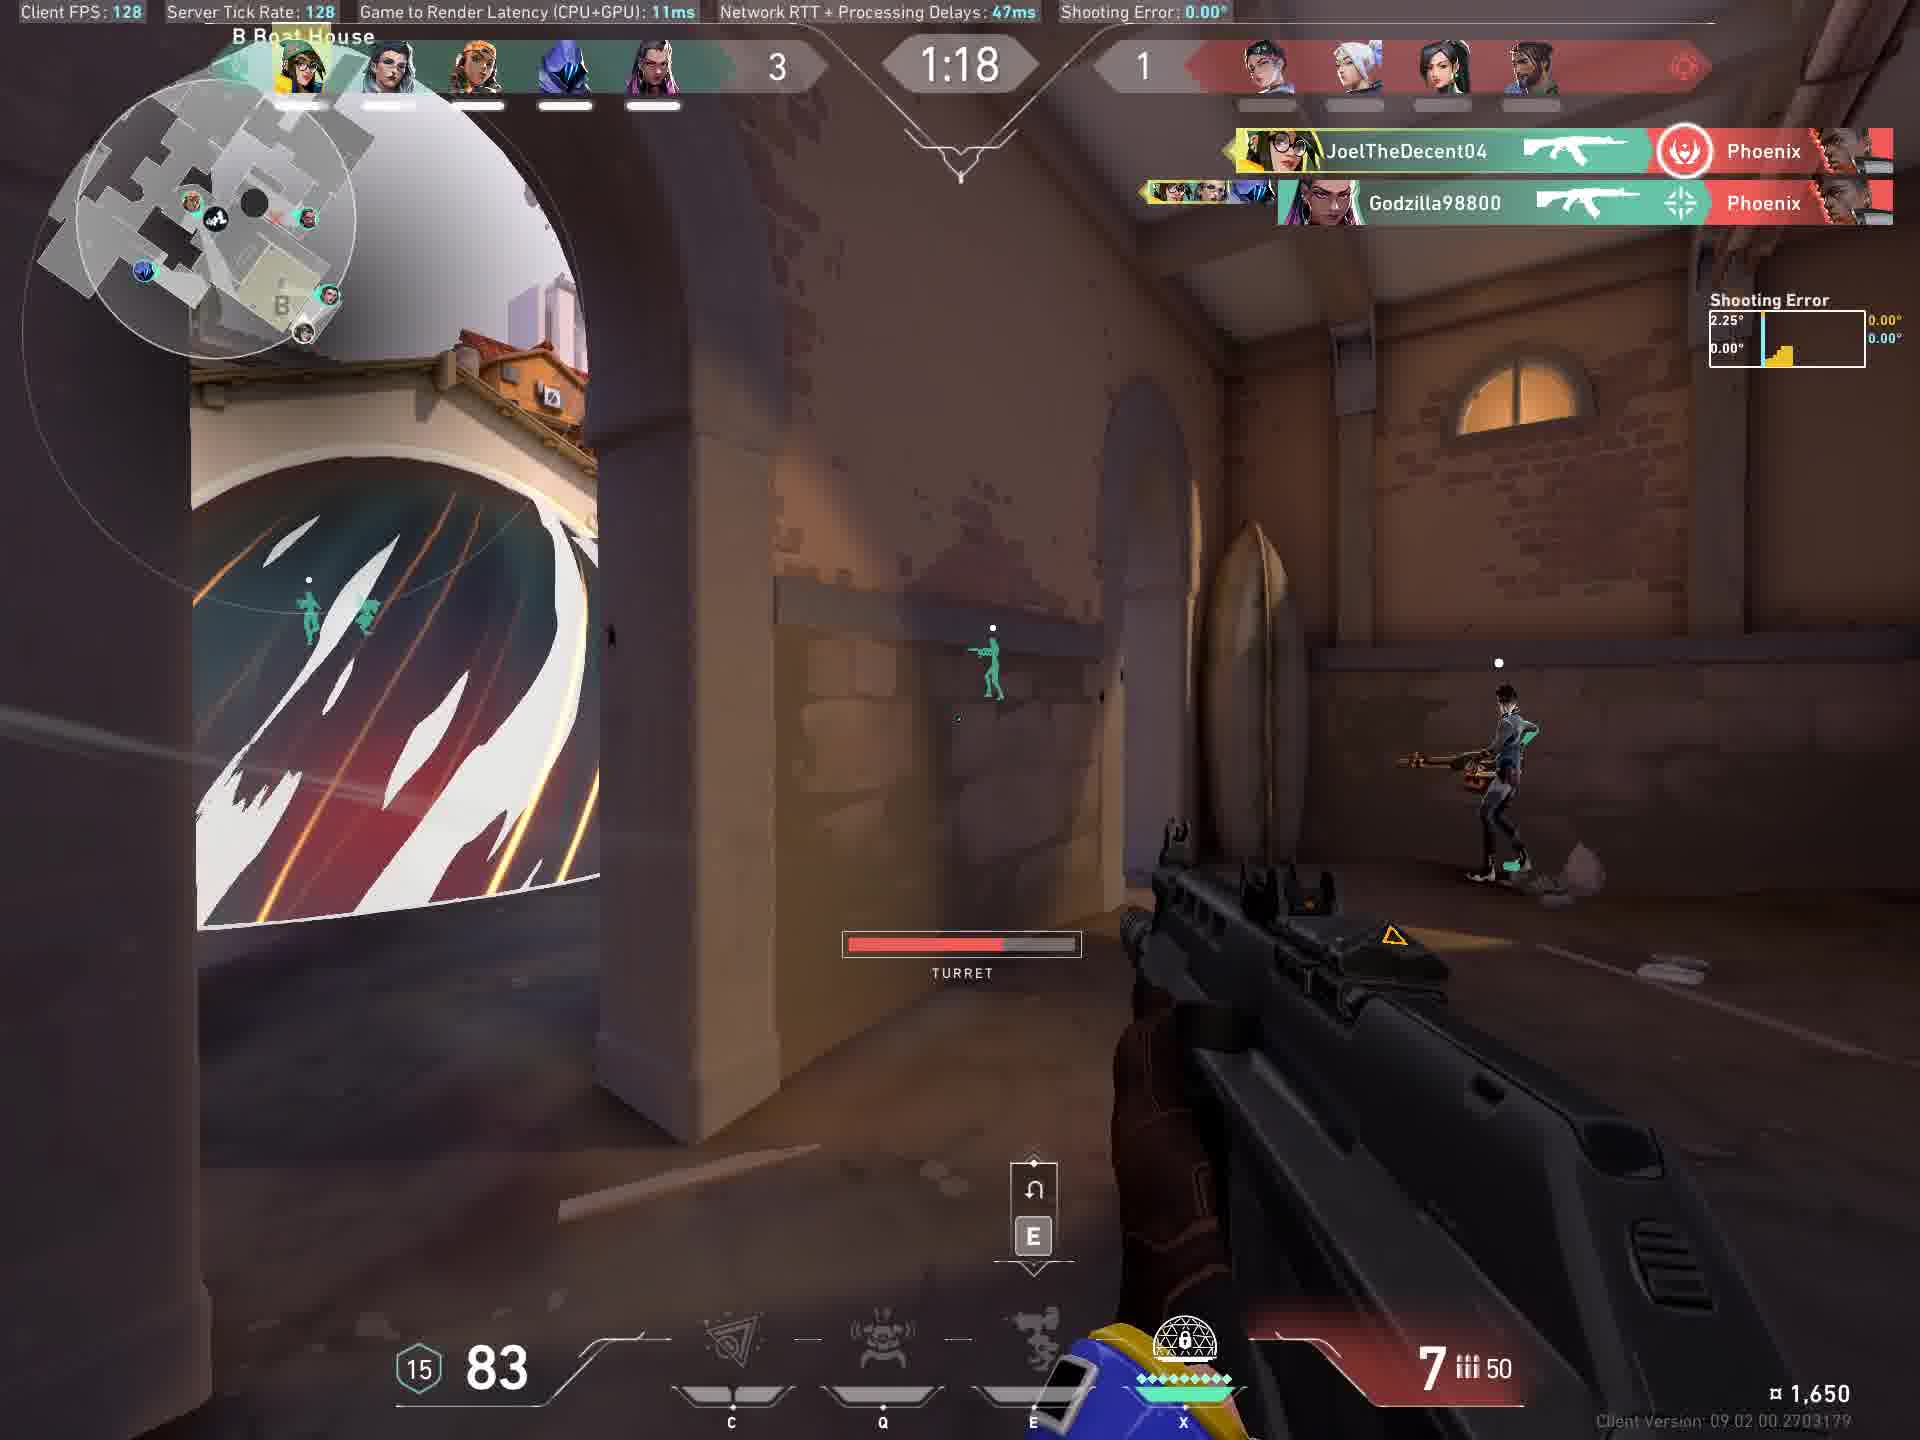 Client FPS: 128 Server Tick Rate: 128 Game to Render Latency (CPU+GPU): 11ms Network RTT + Processing Delays: 47ms Shooting Error: 0.00°
B Boat House
3 1:18 1
JoelTheDecent04 Phoenix
Godzilla98800 Phoenix
B
Shooting Error
2.25° 0.00°
0.00° 0.00°
TURRET
E
15 83 7 50
¤ 1,650
C Q E X
Client Version: 09.02.00.2703179